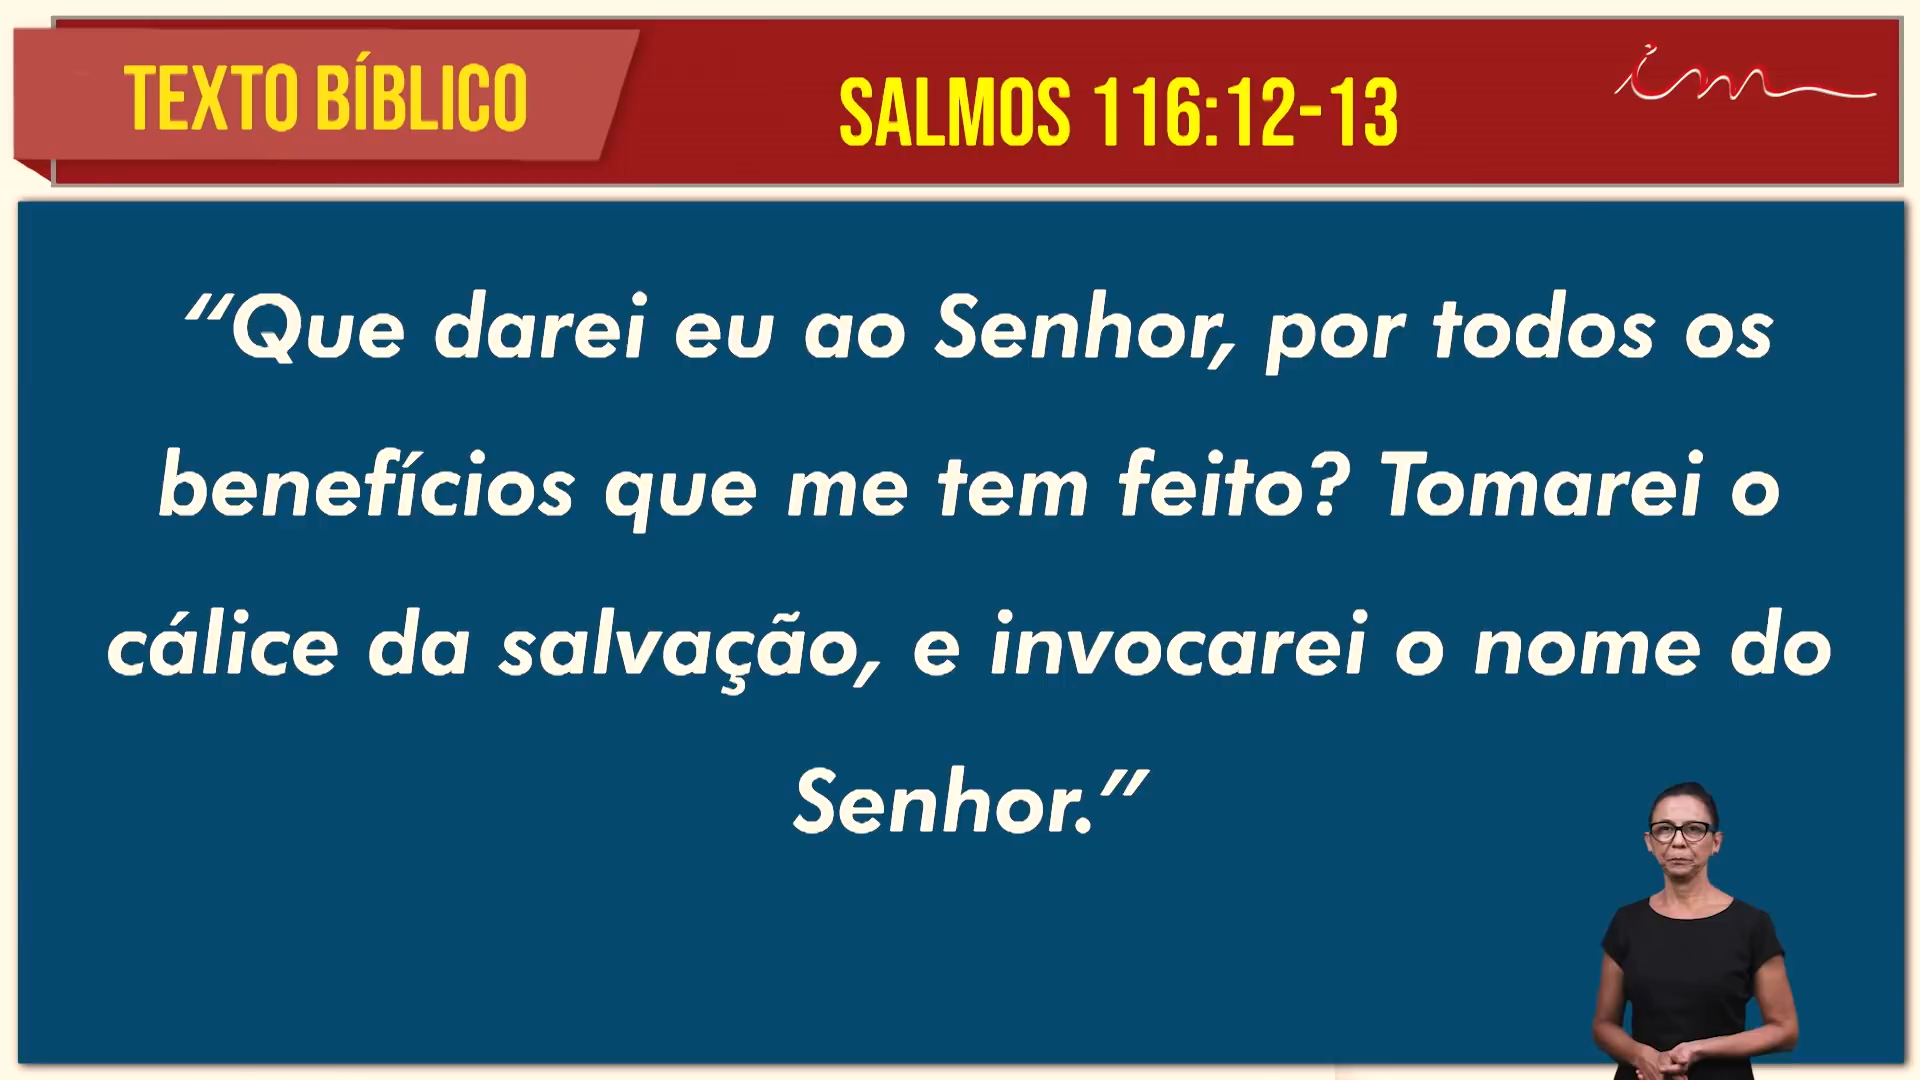 TEXTO BÍBLICO
SALMOS 116:12-13
im
“Que darei eu ao Senhor, por todos os
benefícios que me tem feito? Tomarei o
cálice da salvação, e invocarei o nome do
Senhor.”